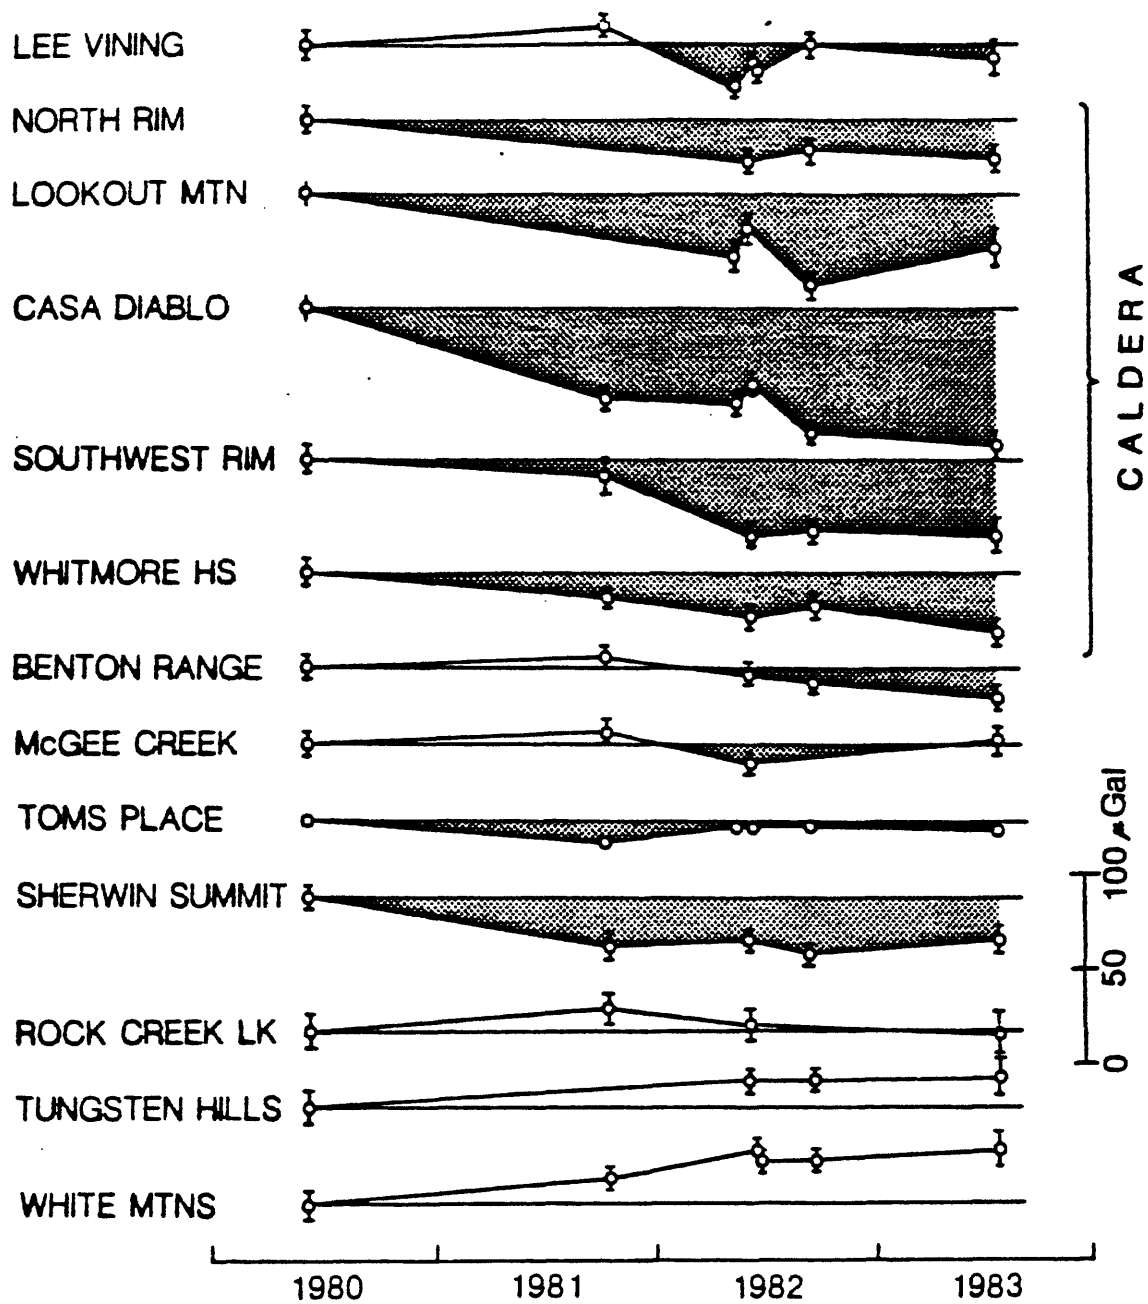 LEE VINING
NORTH RIM
LOOKOUT MTN
CASA DIABLO
SOUTHWEST RIM
WHITMORE HS
BENTON RANGE
McGEE CREEK
TOMS PLACE
SHERWIN SUMMIT
ROCK CREEK LK
TUNGSTEN HILLS
WHITE MTNS
CALDERA
100 μGal
50
0
1980 1981 1982 1983